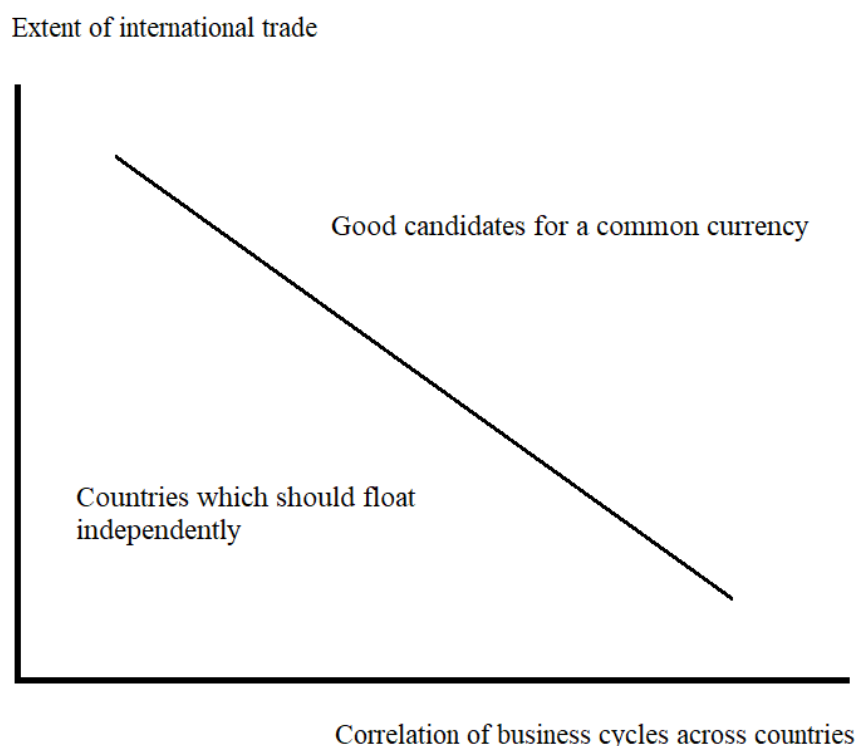 Extent of international trade
Good candidates for a common currency
Countries which should float
independently
Correlation of business cycles across countries